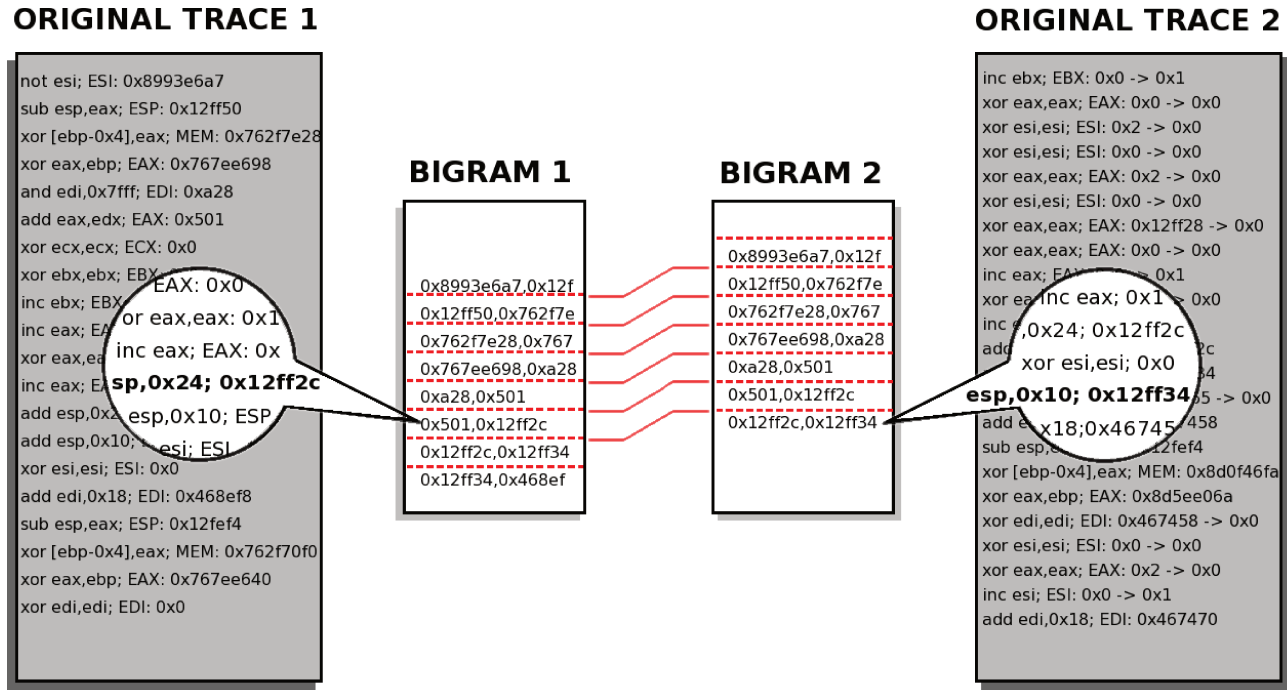 ORIGINAL TRACE 1
not esi; ESI: 0x8993e6a7
sub esp,eax; ESP: 0x12ff50
xor [ebp-0x4],eax; MEM: 0x762f7e28
xor eax,ebp; EAX: 0x767ee698
and edi,0x7fff; EDI: 0xa28
add eax,edx; EAX: 0x501
xor ecx,ecx; ECX: 0x0
xor ebx,ebx; EBX
inc ebx; EBX
inc eax; EA
xor eax,ea
inc eax; E
add esp,0x2
add esp,0x10;
xor esi,esi; ESI: 0x0
add edi,0x18; EDI: 0x468ef8
sub esp,eax; ESP: 0x12fef4
xor [ebp-0x4],eax; MEM: 0x762f70f0
xor eax,ebp; EAX: 0x767ee640
xor edi,edi; EDI: 0x0
EAX: 0x0
or eax,eax: 0x1
inc eax; EAX: 0x
sp,0x24; 0x12ff2c
esp,0x10; ESP
esi; ESI
BIGRAM 1
0x8993e6a7,0x12f
0x12ff50,0x762f7e
0x762f7e28,0x767
0x767ee698,0xa28
0xa28,0x501
0x501,0x12ff2c
0x12ff2c,0x12ff34
0x12ff34,0x468ef
BIGRAM 2
0x8993e6a7,0x12f
0x12ff50,0x762f7e
0x762f7e28,0x767
0x767ee698,0xa28
0xa28,0x501
0x501,0x12ff2c
0x12ff2c,0x12ff34
ORIGINAL TRACE 2
inc ebx; EBX: 0x0 -> 0x1
xor eax,eax; EAX: 0x0 -> 0x0
xor esi,esi; ESI: 0x2 -> 0x0
xor esi,esi; ESI: 0x0 -> 0x0
xor eax,eax; EAX: 0x2 -> 0x0
xor esi,esi; ESI: 0x0 -> 0x0
xor eax,eax; EAX: 0x12ff28 -> 0x0
xor eax,eax; EAX: 0x0 -> 0x0
inc eax; EAX > 0x1
xor ea > 0x0
inc
add 2c
34
55 -> 0x0
add e 7458
sub esp,e 2fef4
xor [ebp-0x4],eax; MEM: 0x8d0f46fa
xor eax,ebp; EAX: 0x8d5ee06a
xor edi,edi; EDI: 0x467458 -> 0x0
xor esi,esi; ESI: 0x0 -> 0x0
xor eax,eax; EAX: 0x2 -> 0x0
inc esi; ESI: 0x0 -> 0x1
add edi,0x18; EDI: 0x467470
inc eax; 0x1
,0x24; 0x12ff2c
xor esi,esi; 0x0
esp,0x10; 0x12ff34
x18;0x46745